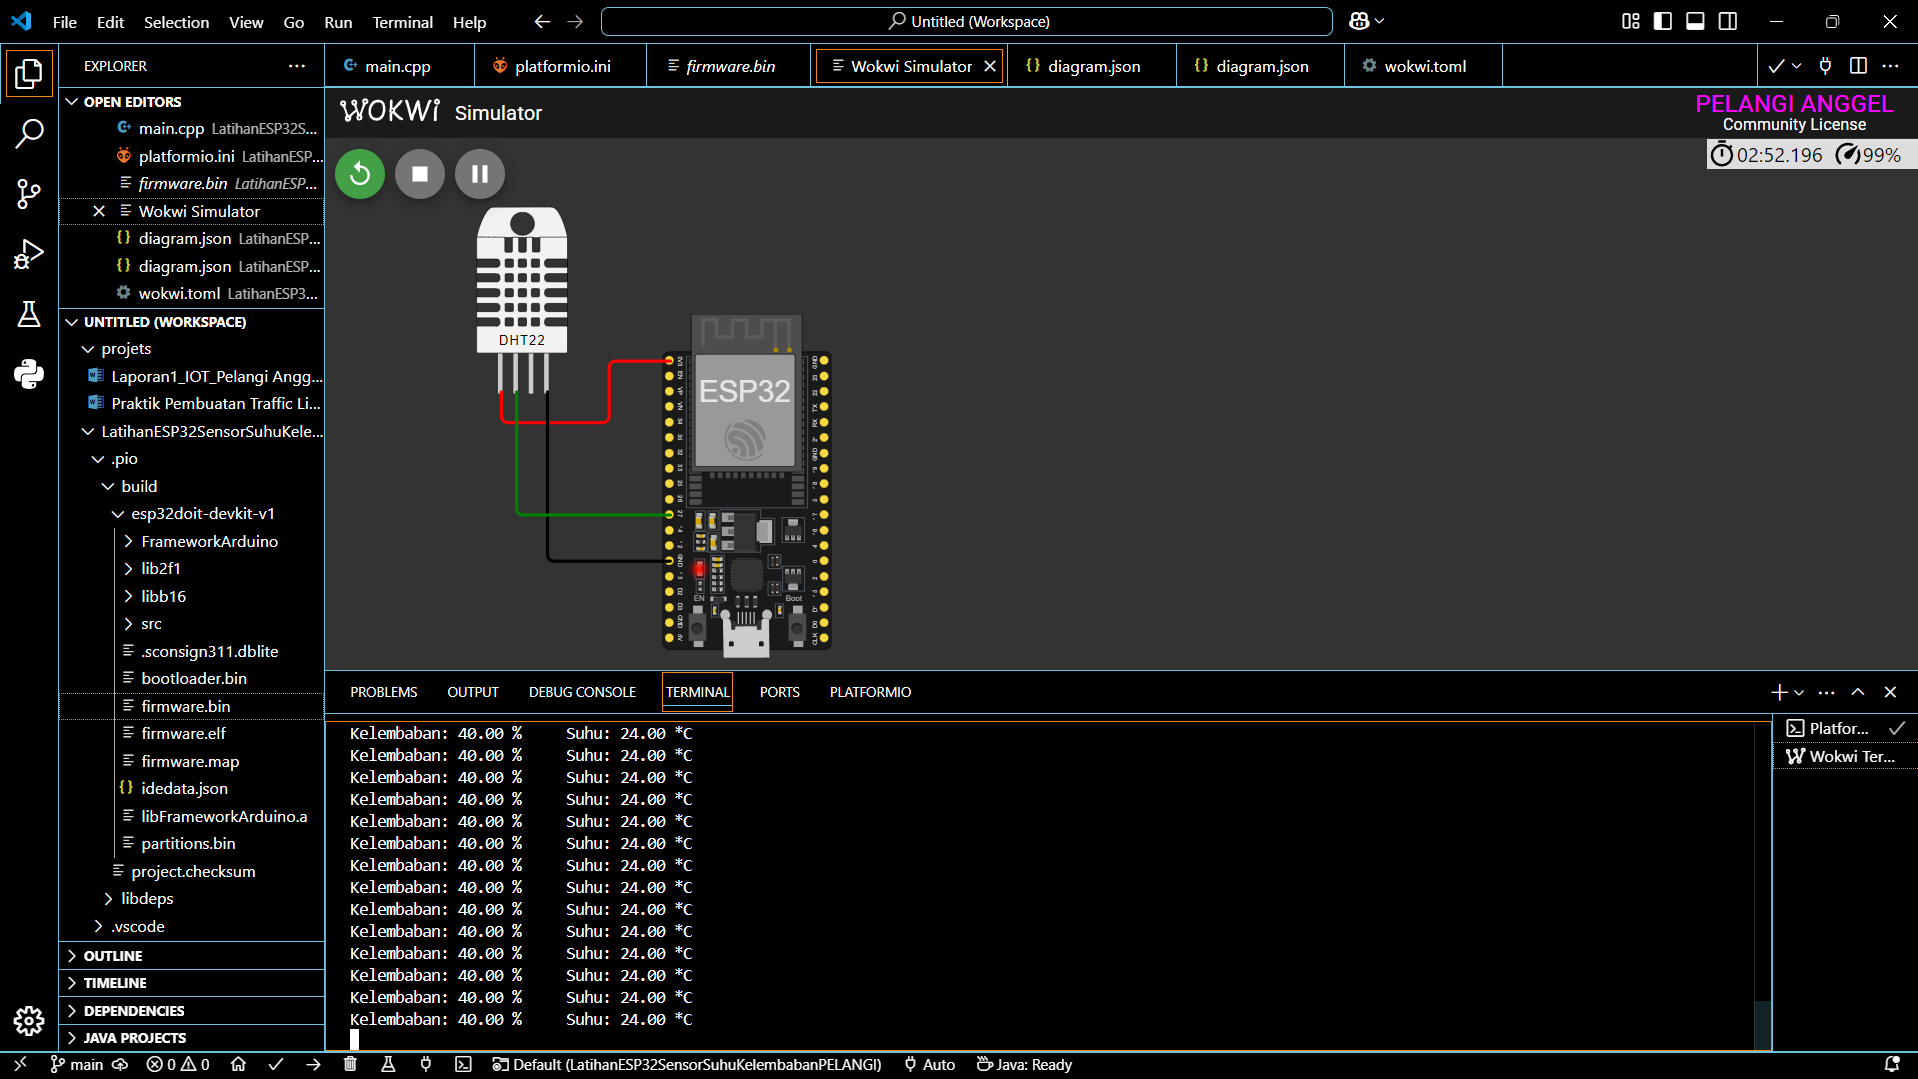 File Edit Selection View Go Run Terminal Help
Untitled (Workspace)
EXPLORER
main.cpp
platformio.ini
firmware.bin
Wokwi Simulator
diagram.json
diagram.json
wokwi.toml
OPEN EDITORS
main.cpp LatihanESP32S...
platformio.ini LatihanESP...
firmware.bin LatihanESP...
Wokwi Simulator
diagram.json LatihanESP...
diagram.json LatihanESP...
wokwi.toml LatihanESP3...
UNTITLED (WORKSPACE)
projets
Laporan1_IOT_Pelangi Angg...
Praktik Pembuatan Traffic Li...
LatihanESP32SensorSuhuKele...
.pio
build
esp32doit-devkit-v1
FrameworkArduino
lib2f1
libb16
src
.sconsign311.dblite
bootloader.bin
firmware.bin
firmware.elf
firmware.map
idedata.json
libFrameworkArduino.a
partitions.bin
project.checksum
libdeps
.vscode
OUTLINE
TIMELINE
DEPENDENCIES
JAVA PROJECTS
WOKWI Simulator
PELANGI ANGGEL
Community License
02:52.196 99%
DHT22
ESP32
EN
Boot
PROBLEMS OUTPUT DEBUG CONSOLE TERMINAL PORTS PLATFORMIO
Kelembaban: 40.00 % Suhu: 24.00 *C
Kelembaban: 40.00 % Suhu: 24.00 *C
Kelembaban: 40.00 % Suhu: 24.00 *C
Kelembaban: 40.00 % Suhu: 24.00 *C
Kelembaban: 40.00 % Suhu: 24.00 *C
Kelembaban: 40.00 % Suhu: 24.00 *C
Kelembaban: 40.00 % Suhu: 24.00 *C
Kelembaban: 40.00 % Suhu: 24.00 *C
Kelembaban: 40.00 % Suhu: 24.00 *C
Kelembaban: 40.00 % Suhu: 24.00 *C
Kelembaban: 40.00 % Suhu: 24.00 *C
Kelembaban: 40.00 % Suhu: 24.00 *C
Kelembaban: 40.00 % Suhu: 24.00 *C
Kelembaban: 40.00 % Suhu: 24.00 *C
Platfor...
Wokwi Ter...
main 0 0 Default (LatihanESP32SensorSuhuKelembabanPELANGI) Auto Java: Ready